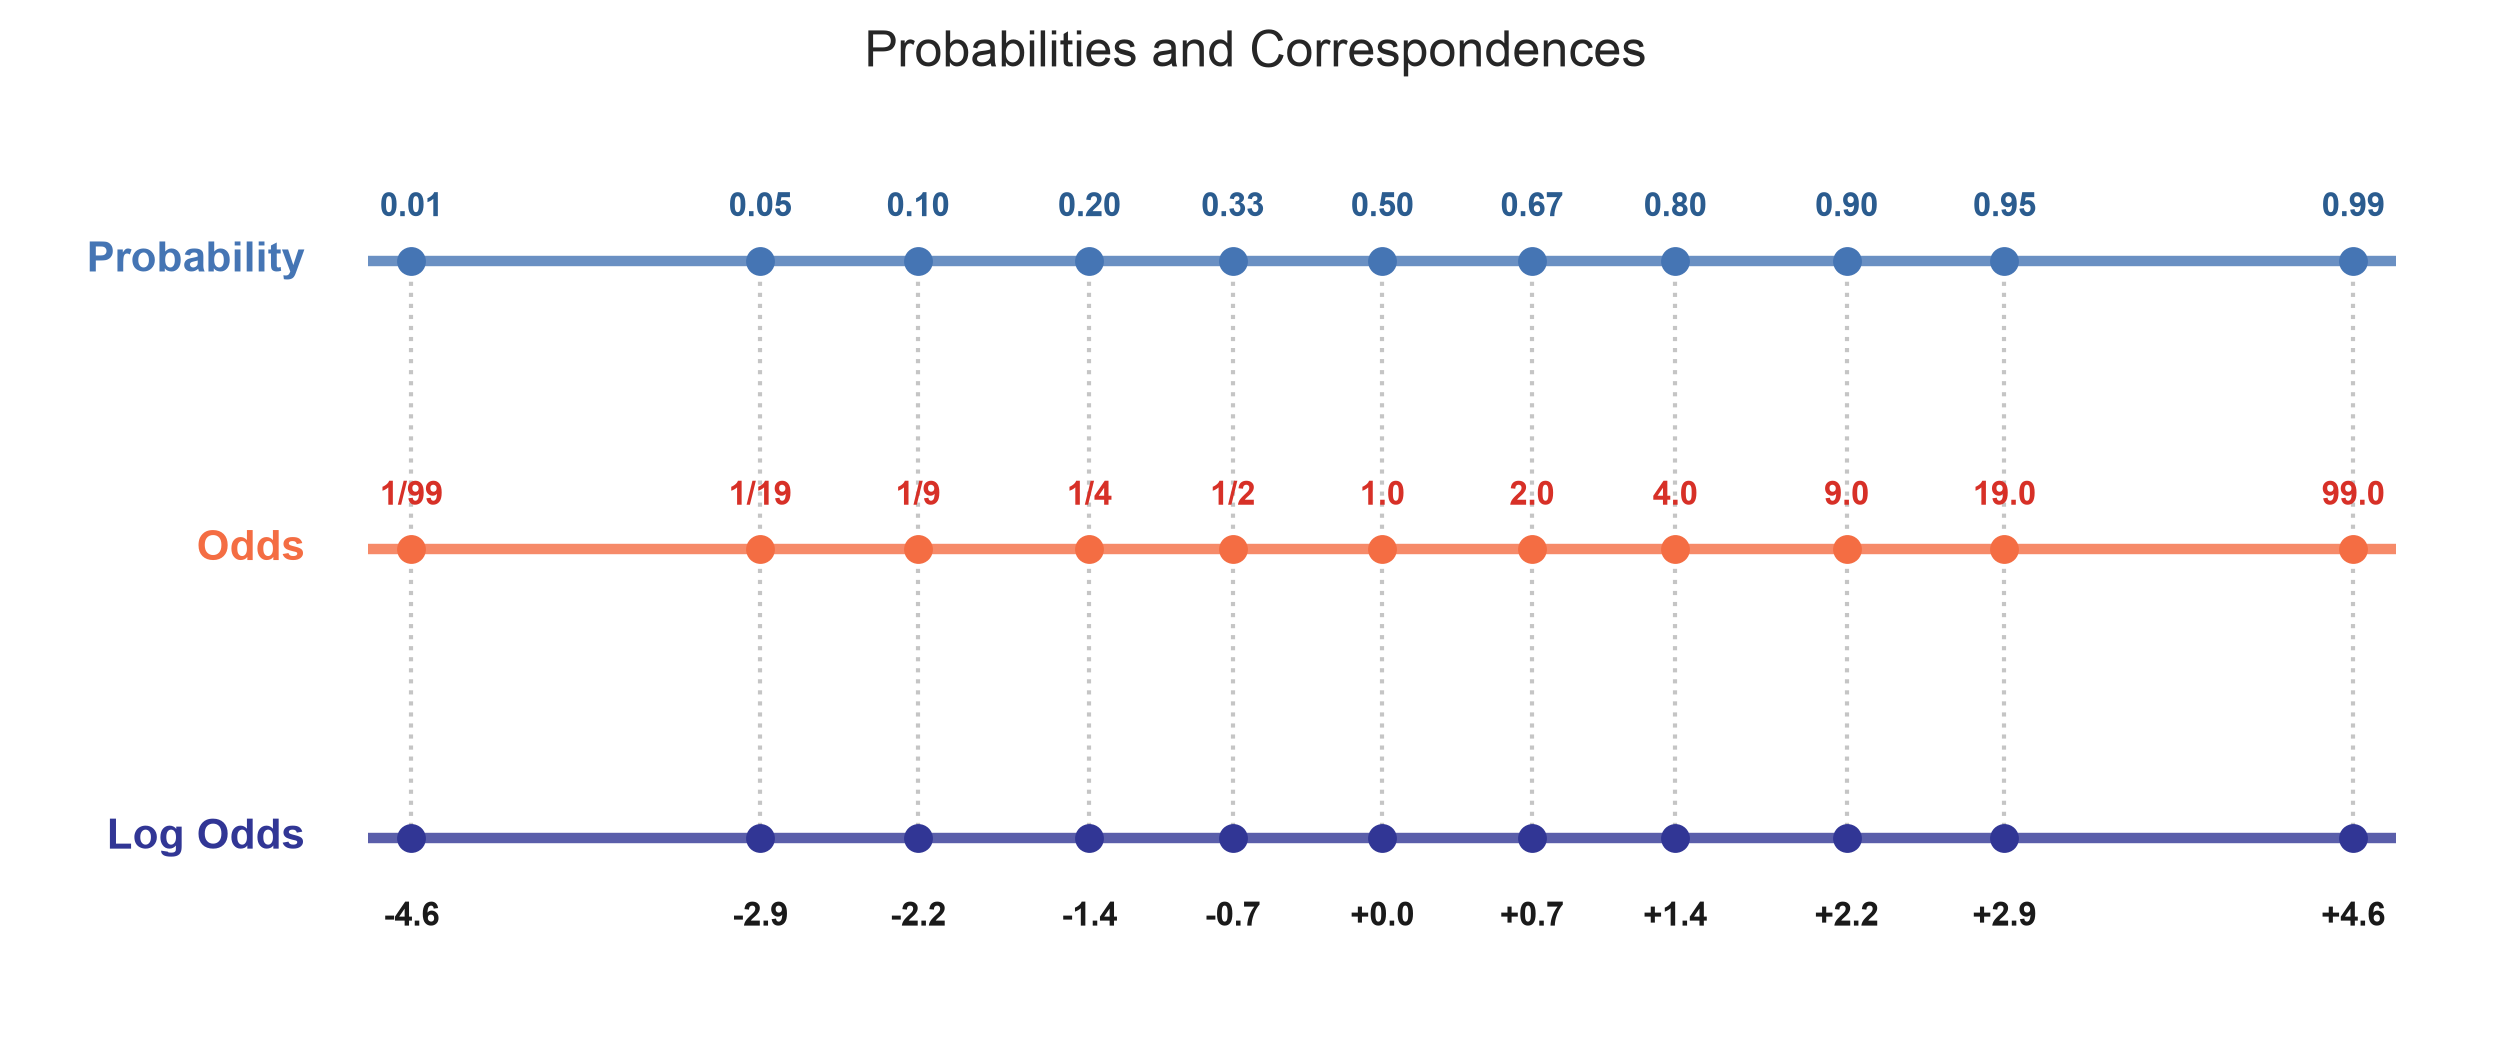 Probabilities and Correspondences
0.01 0.05 0.10 0.20 0.33 0.50 0.67 0.80 0.90 0.95 0.99
Probability
1/99 1/19 1/9 1/4 1/2 1.0 2.0 4.0 9.0 19.0 99.0
Odds
Log Odds
-4.6 -2.9 -2.2 -1.4 -0.7 +0.0 +0.7 +1.4 +2.2 +2.9 +4.6